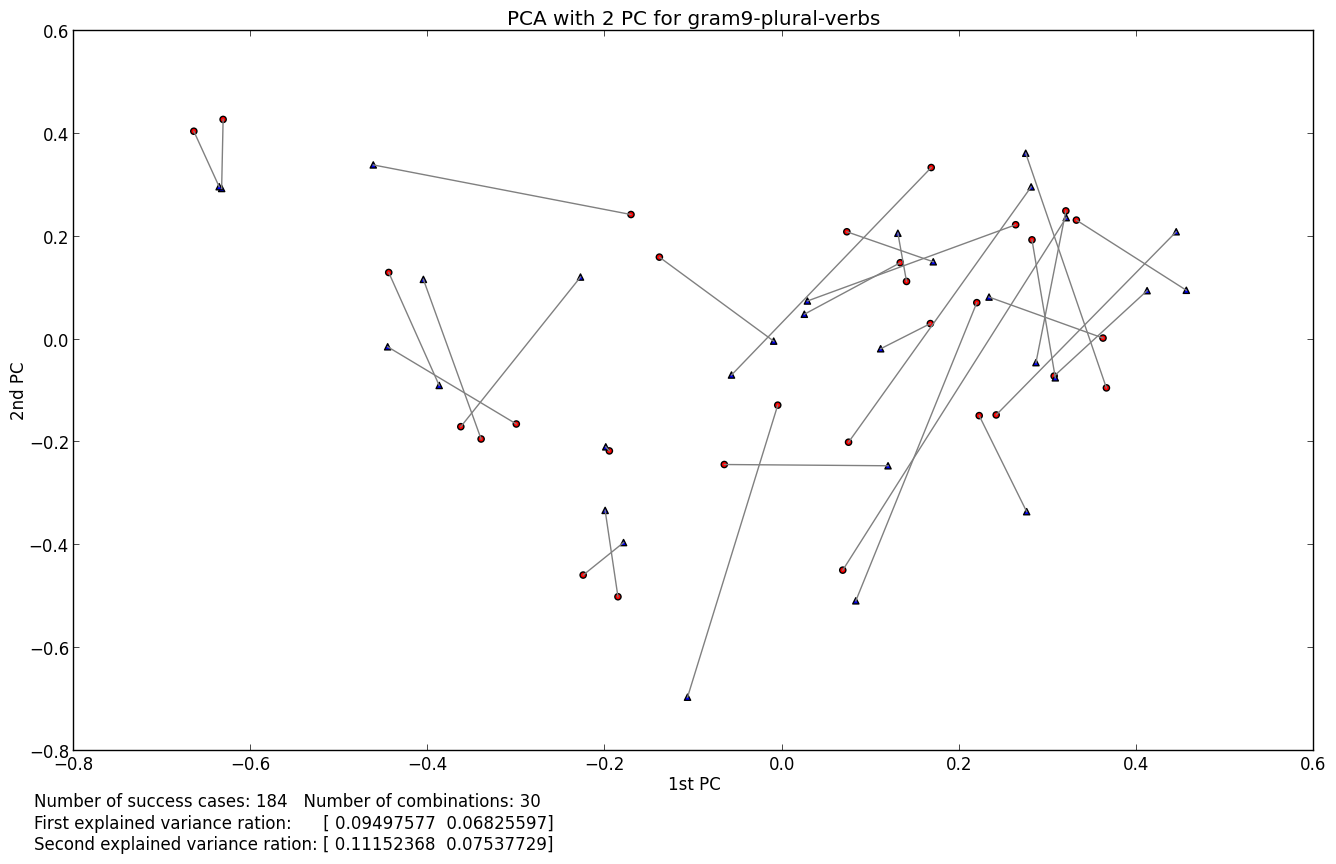 PCA with 2 PC for gram9-plural-verbs
0.6
0.4
0.2
0.0
−0.2
−0.4
−0.6
−0.8
2nd PC
−0.8 −0.6 −0.4 −0.2 0.0 0.2 0.4 0.6
1st PC
Number of success cases: 184 Number of combinations: 30
First explained variance ration: [ 0.09497577 0.06825597]
Second explained variance ration: [ 0.11152368 0.07537729]